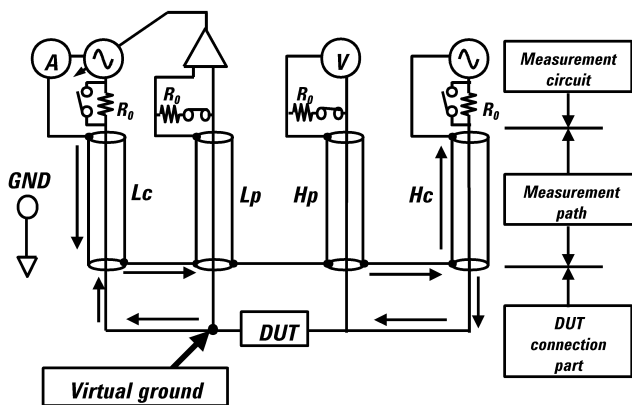 A
V
R0
R0
R0
R0
Measurement
circuit
GND
Lc
Lp
Hp
Hc
Measurement
path
DUT
DUT
connection
part
Virtual ground